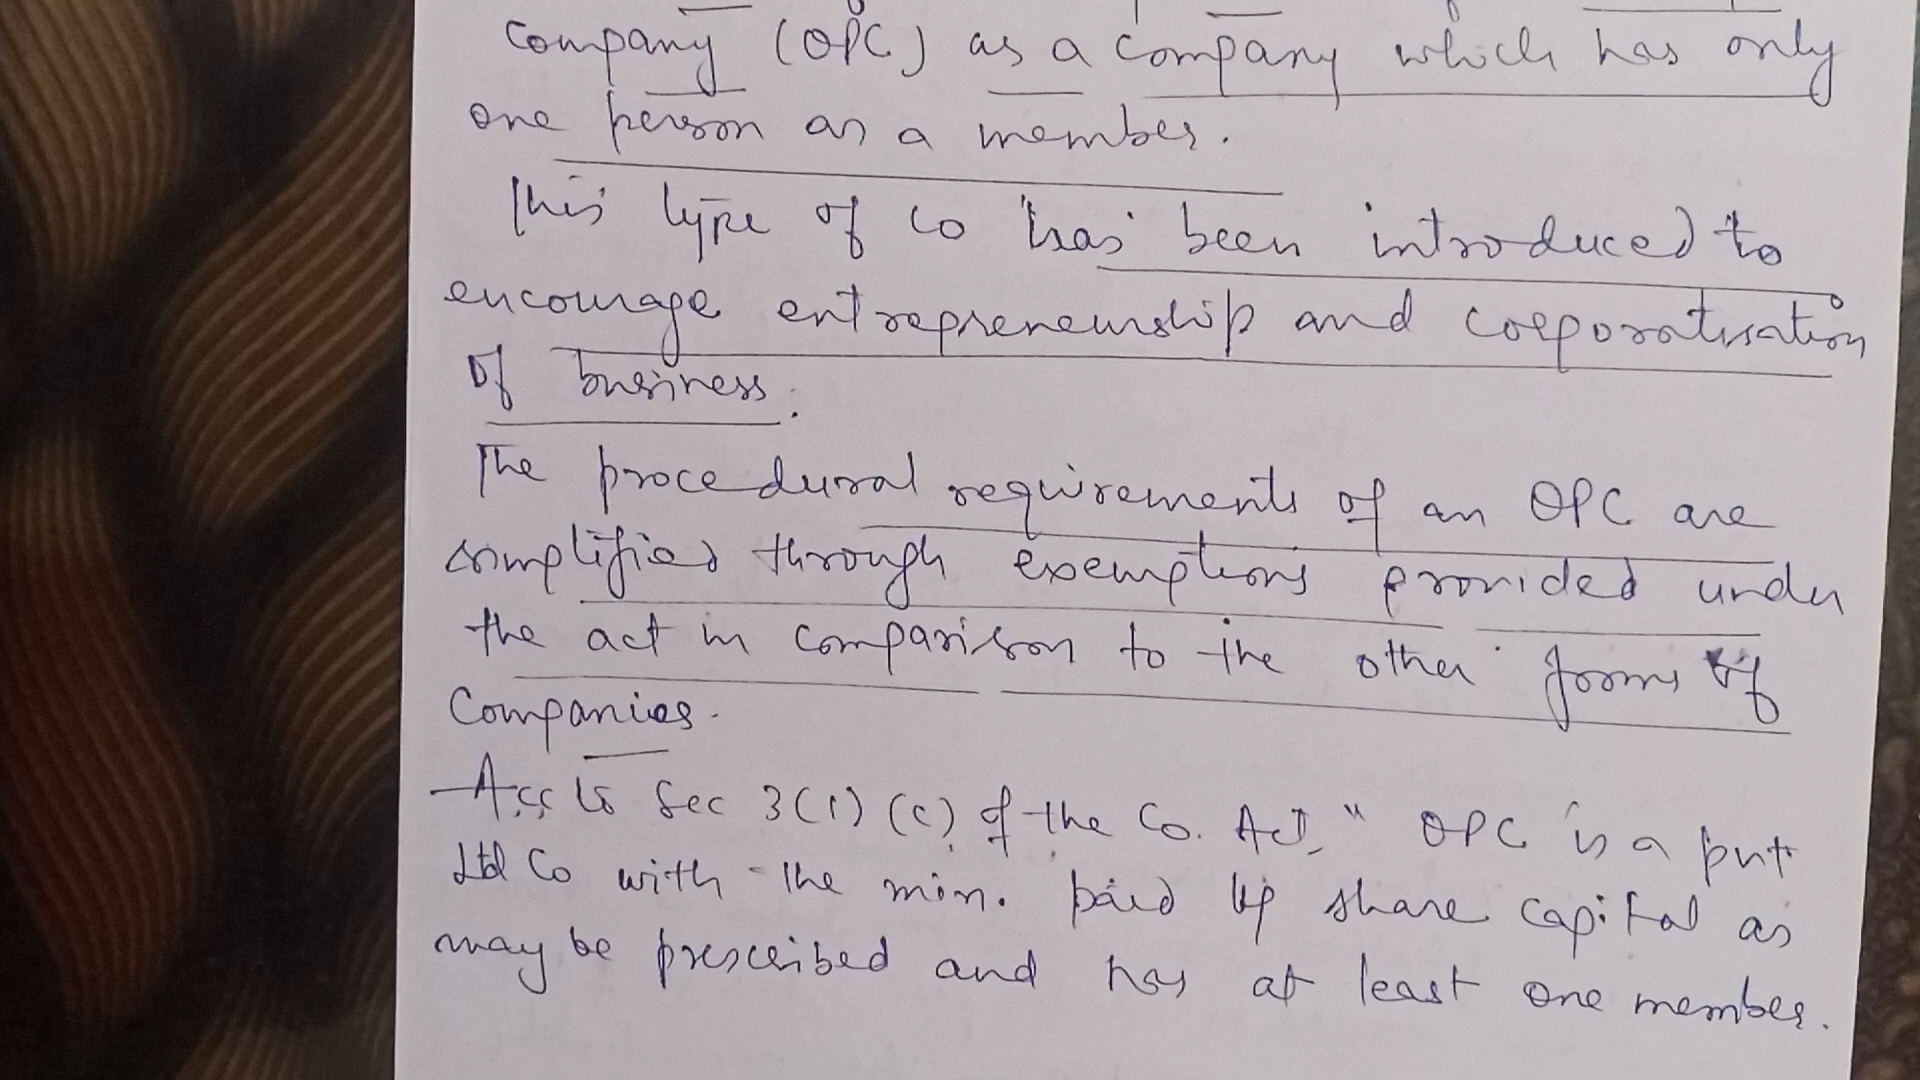 Company (OPC) as a company which has only
one person as a member.
This type of co has been introduced to
encourage entrepreneurship and corporatisation
of business.
The procedural requirements of an OPC are
simplified through exemptions provided under
the act in comparison to the other forms of
Companies.
Acc to Sec 3(1) (c) of the Co. Act, " OPC is a pvt
Ltd Co with the min. paid up share capital as
may be prescribed and has at least one member.